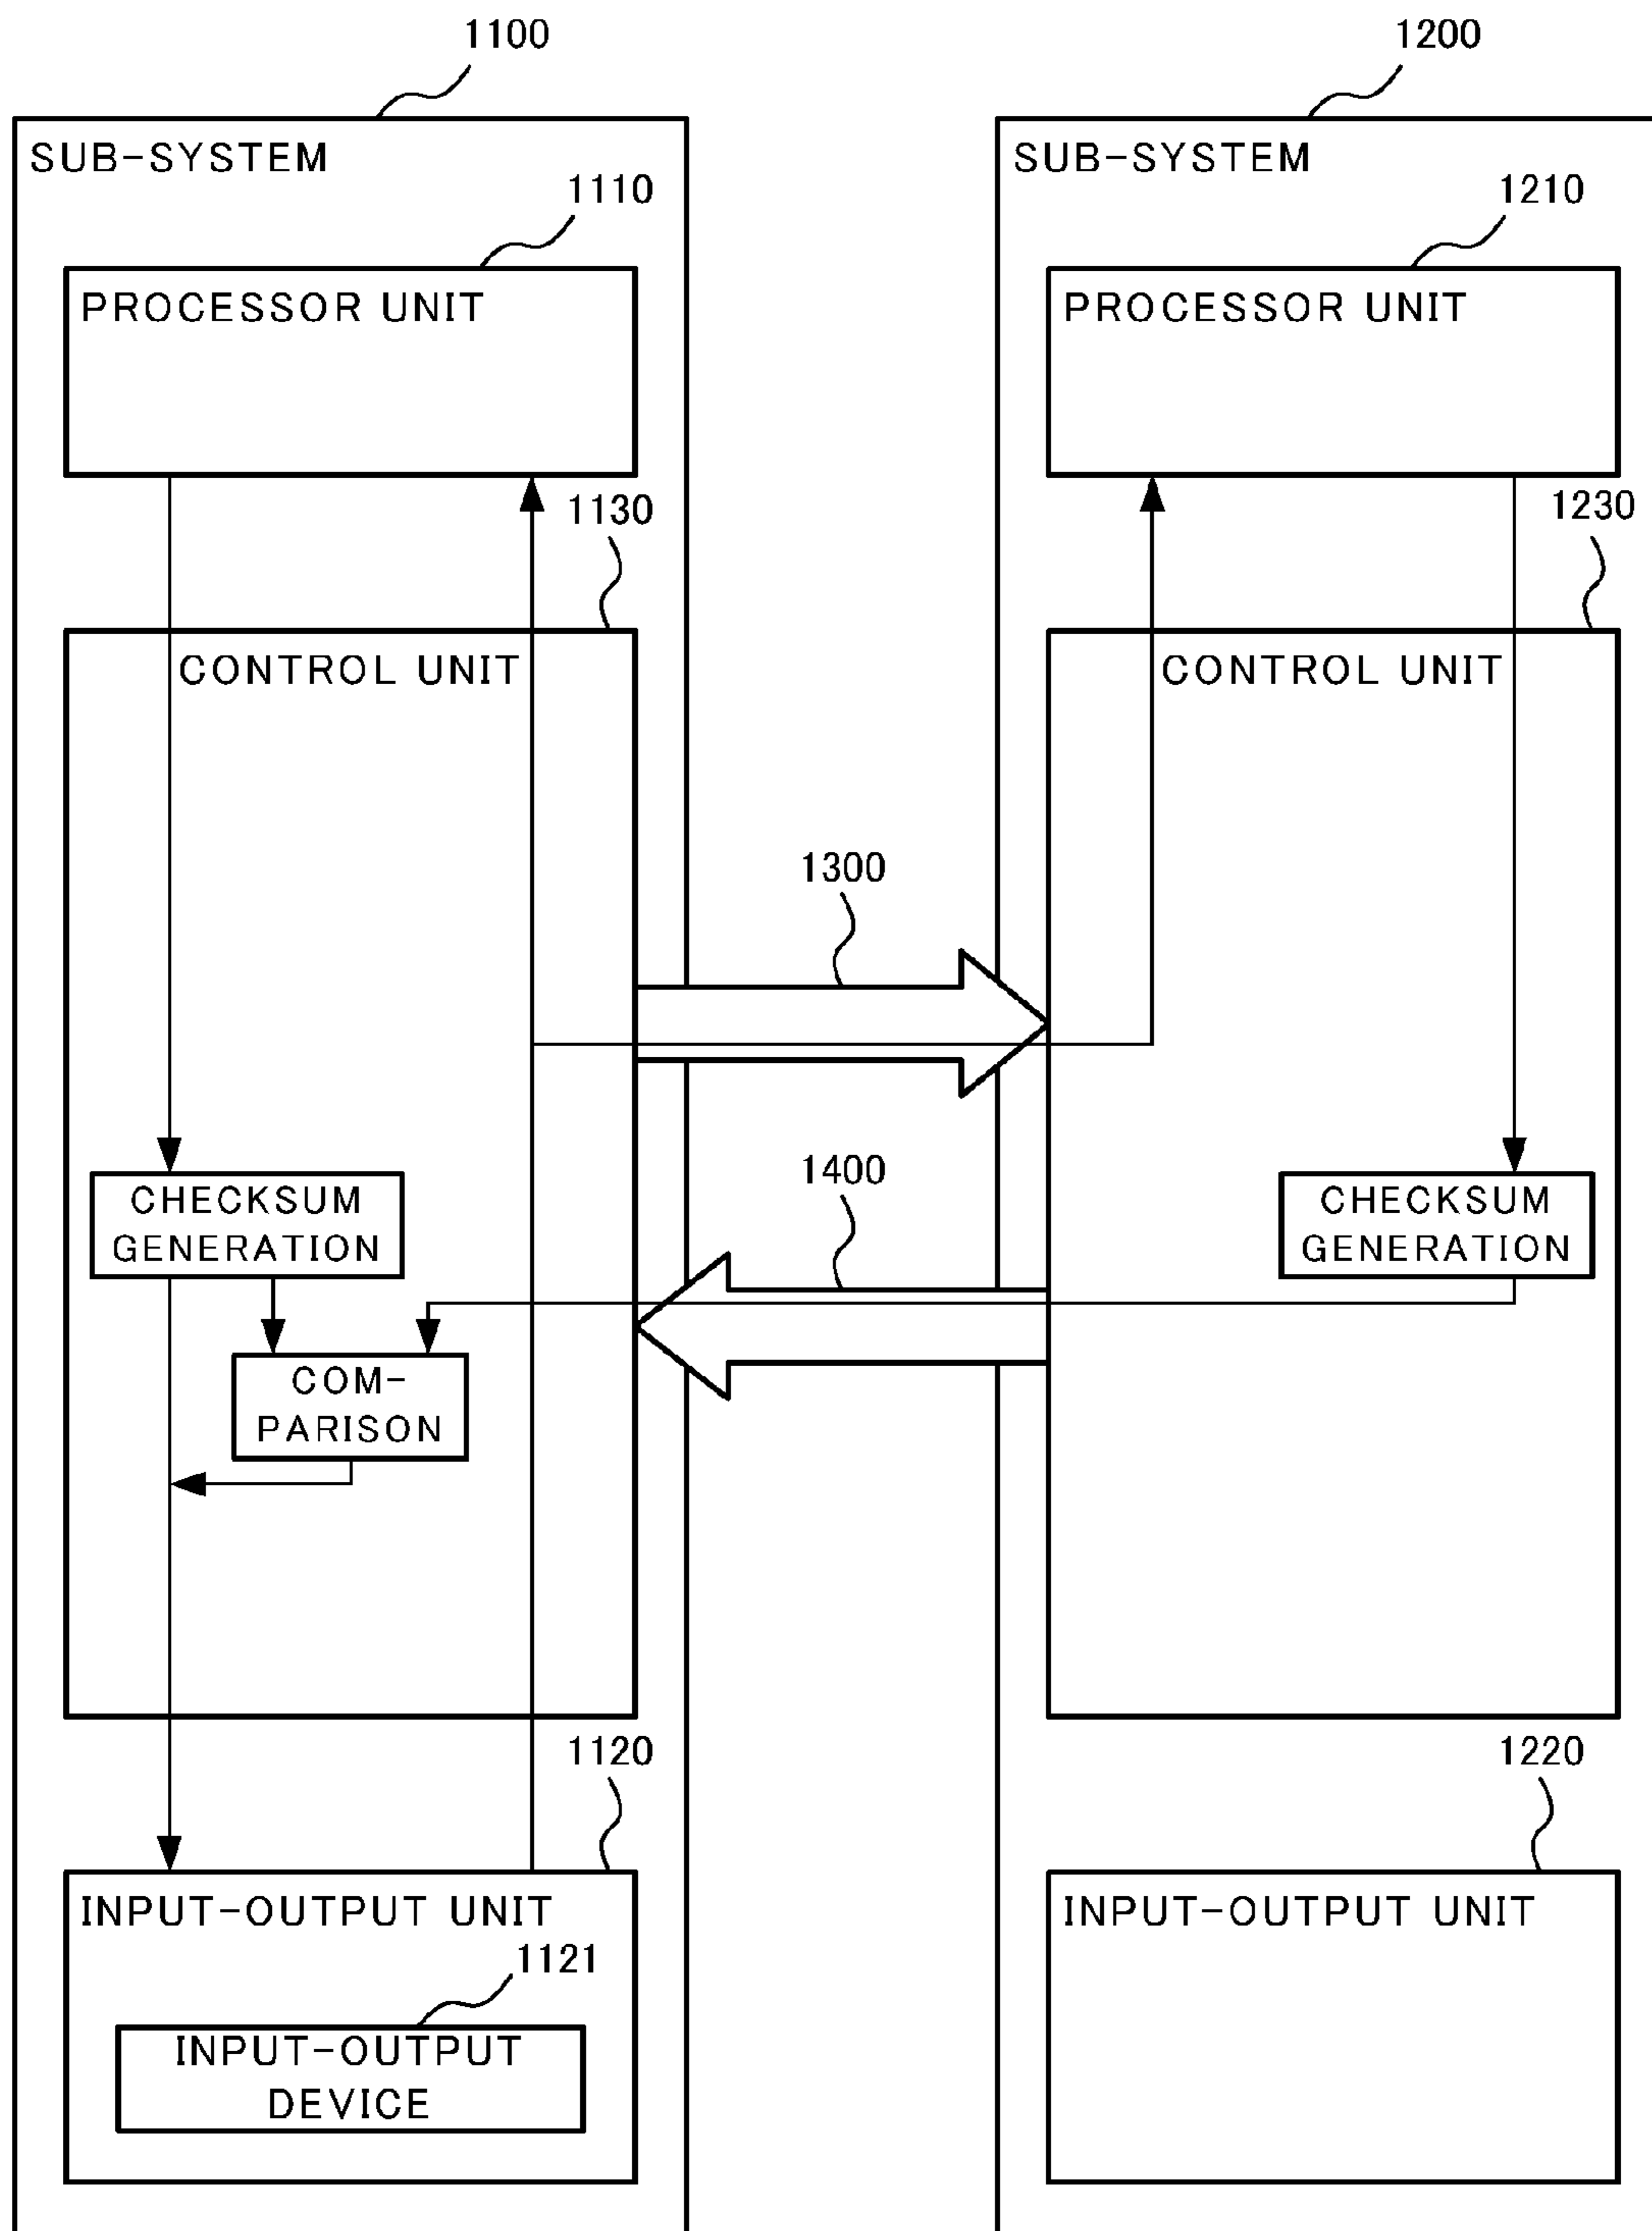 1100
1200
SUB-SYSTEM
SUB-SYSTEM
1110
1210
PROCESSOR UNIT
PROCESSOR UNIT
1130
1230
CONTROL UNIT
CONTROL UNIT
1300
1400
CHECKSUM
GENERATION
CHECKSUM
GENERATION
COM-
PARISON
1120
1220
INPUT-OUTPUT UNIT
INPUT-OUTPUT UNIT
1121
INPUT-OUTPUT
DEVICE